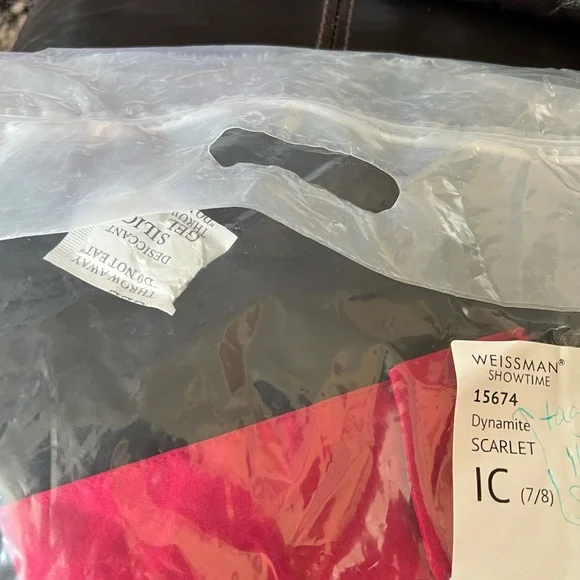 SILICA
GEL
DESICCANT
DO NOT EAT
THROW AWAY
WEISSMAN®
SHOWTIME
15674
Dynamite
SCARLET
IC (7/8)